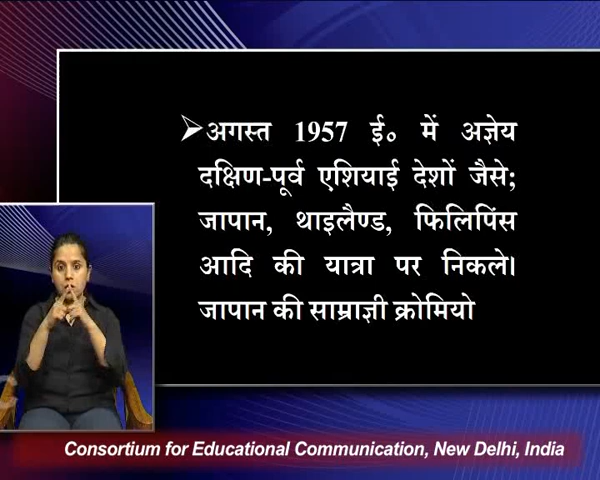 ➢अगस्त 1957 ई० में अज्ञेय
दक्षिण-पूर्व एशियाई देशों जैसे;
जापान, थाइलैण्ड, फिलिपिंस
आदि की यात्रा पर निकले।
जापान की साम्राज्ञी क्रोमियो
Consortium for Educational Communication, New Delhi, India